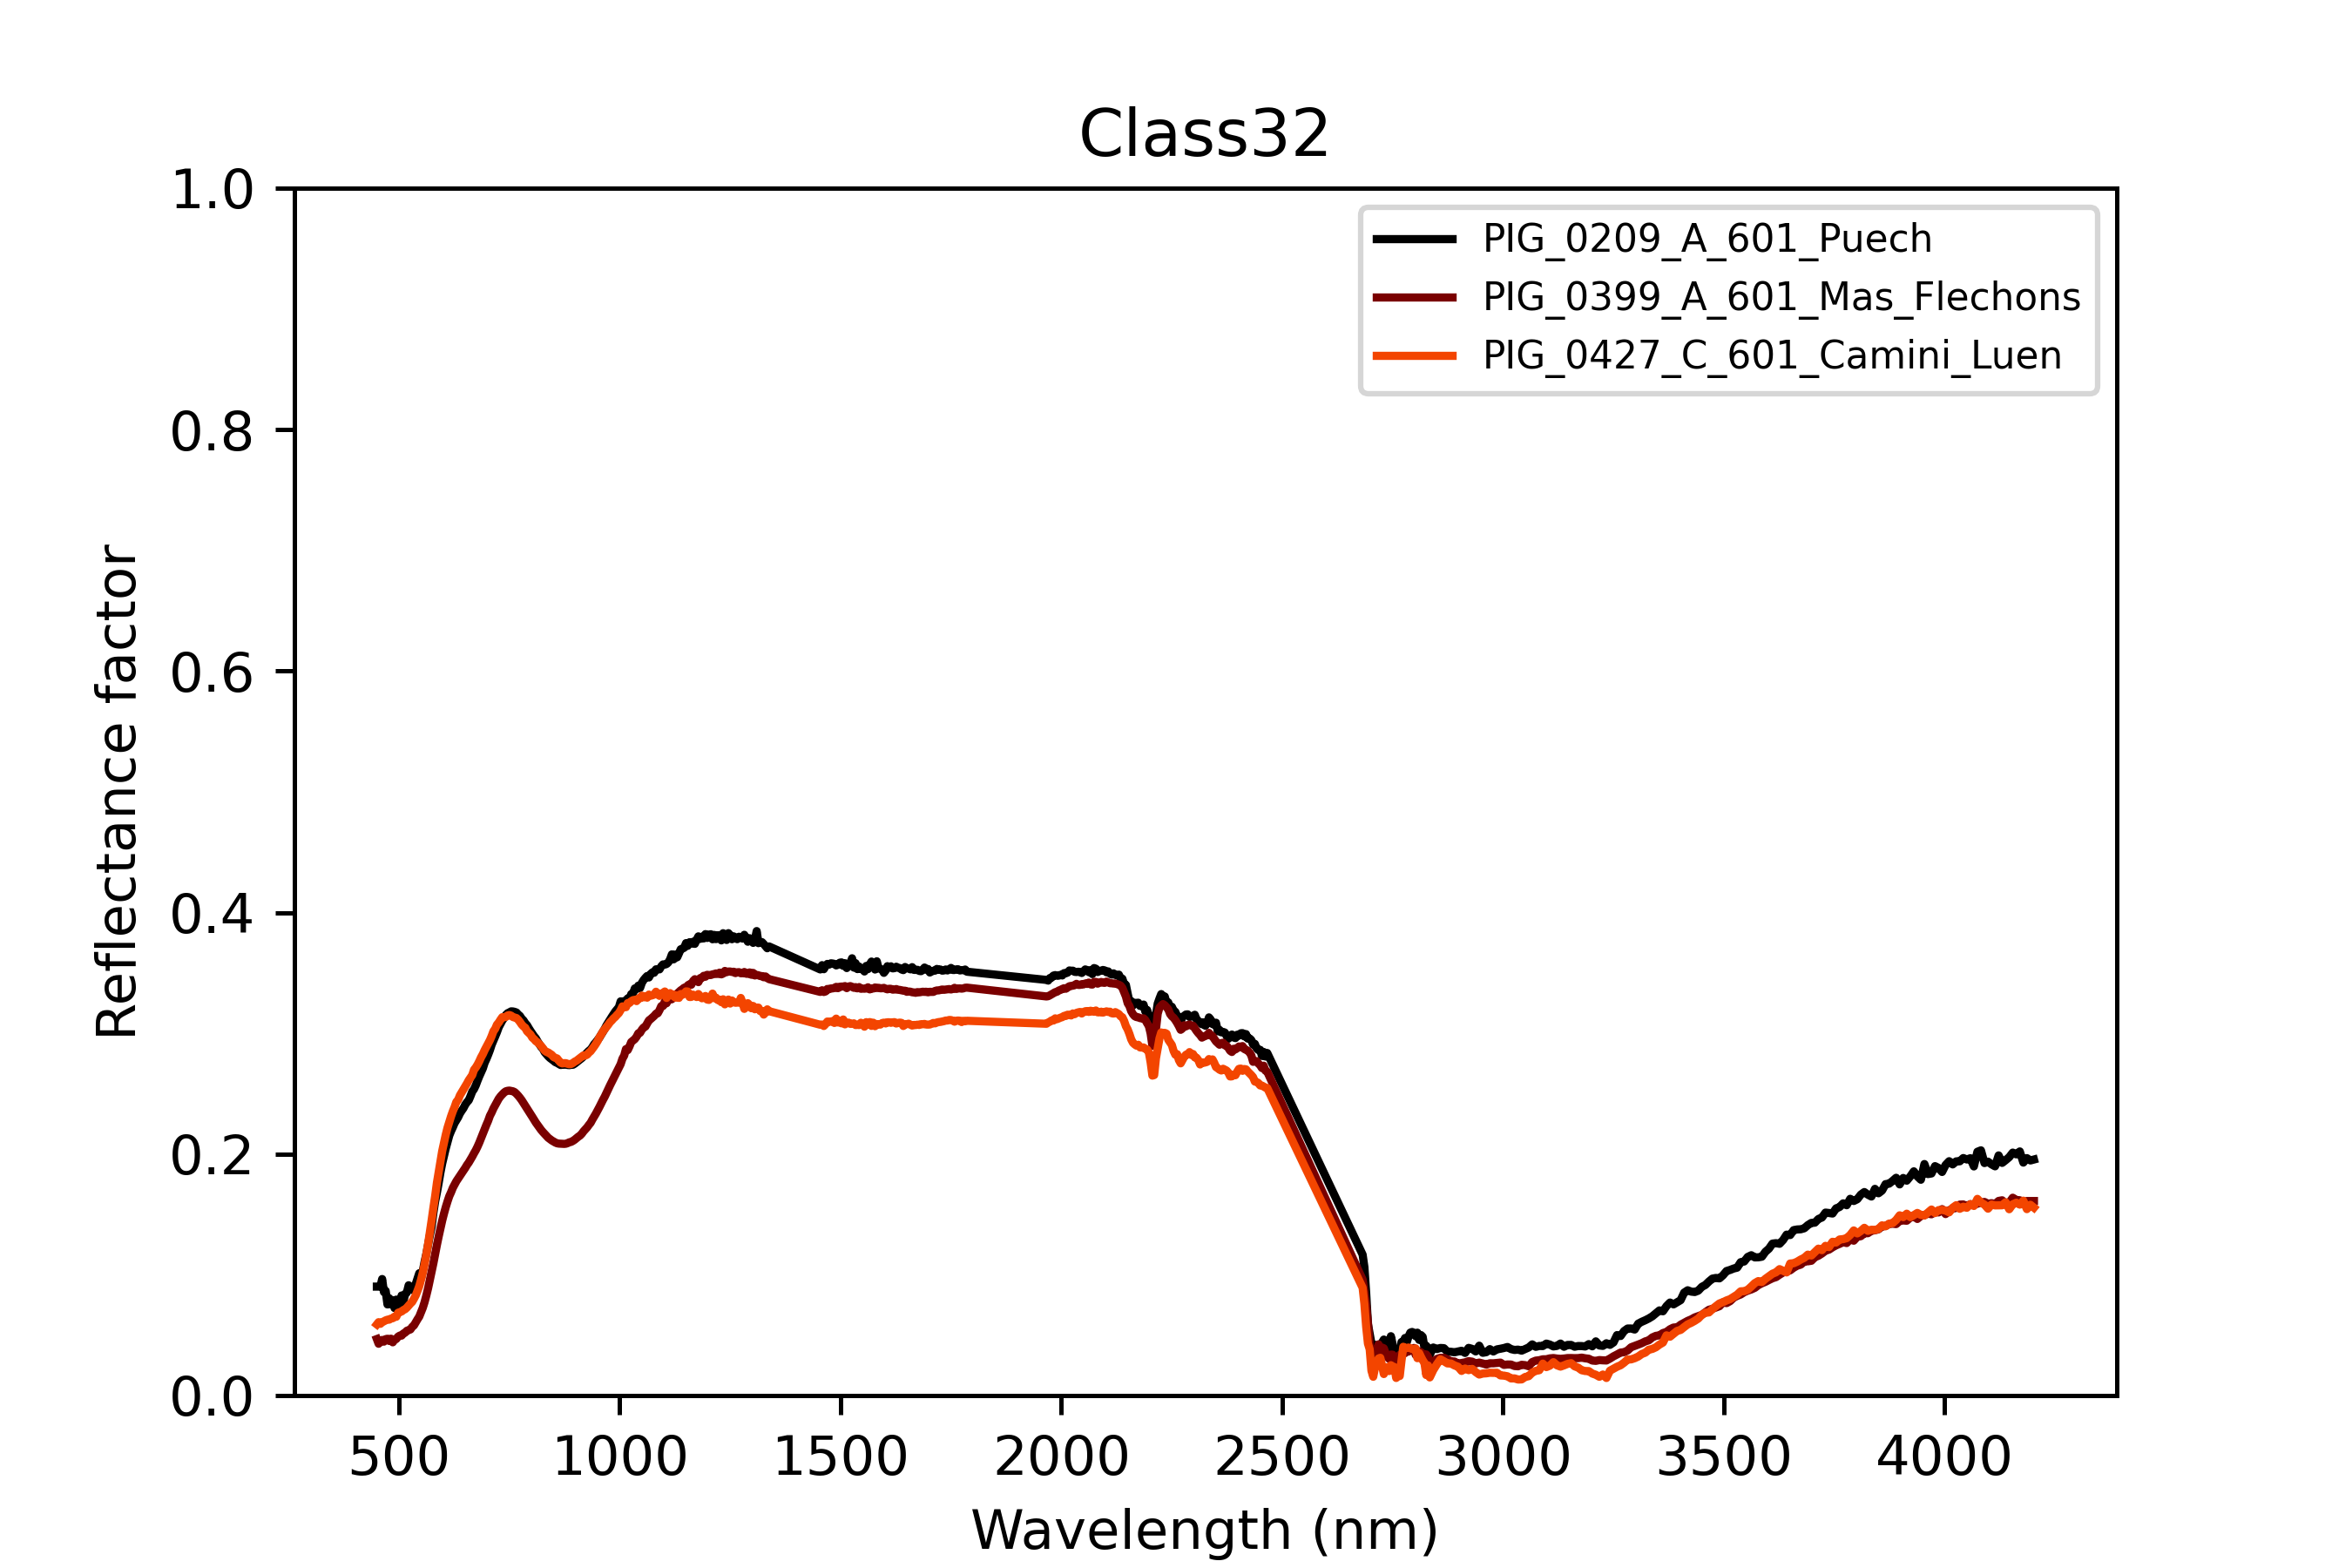 Class32
1.0
0.8
0.6
0.4
0.2
0.0
Reflectance factor
PIG_0209_A_601_Puech
PIG_0399_A_601_Mas_Flechons
PIG_0427_C_601_Camini_Luen
500 1000 1500 2000 2500 3000 3500 4000
Wavelength (nm)